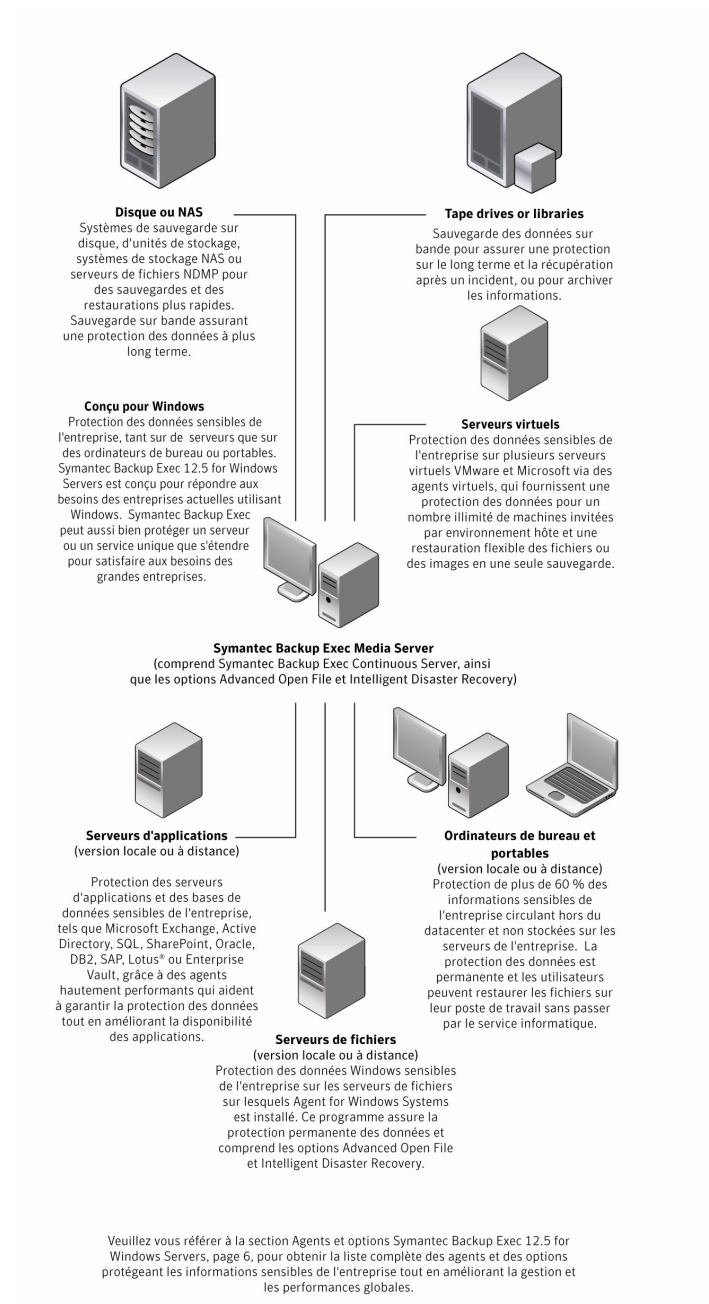 Disque ou NAS
Systèmes de sauvegarde sur
disque, d'unités de stockage,
systèmes de stockage NAS ou
serveurs de fichiers NDMP pour
des sauvegardes et des
restaurations plus rapides.
Sauvegarde sur bande assurant
une protection des données à plus
long terme.
Tape drives or libraries
Sauvegarde des données sur
bande pour assurer une protection
sur le long terme et la récupération
après un incident, ou pour archiver
les informations.
Conçu pour Windows
Protection des données sensibles de
l'entreprise, tant sur de serveurs que sur
des ordinateurs de bureau ou portables.
Symantec Backup Exec 12.5 for Windows
Servers est conçu pour répondre aux
besoins des entreprises actuelles utilisant
Windows. Symantec Backup Exec
peut aussi bien protéger un serveur
ou un service unique que s'étendre
pour satisfaire aux besoins des
grandes entreprises.
Serveurs virtuels
Protection des données sensibles de
l'entreprise sur plusieurs serveurs
virtuels VMware et Microsoft via des
agents virtuels, qui fournissent une
protection des données pour un
nombre illimité de machines invitées
par environnement hôte et une
restauration flexible des fichiers ou
des images en une seule sauvegarde.
Symantec Backup Exec Media Server
(comprend Symantec Backup Exec Continuous Server, ainsi
que les options Advanced Open File et Intelligent Disaster Recovery)
Serveurs d'applications
(version locale ou à distance)
Protection des serveurs
d'applications et des bases de
données sensibles de l'entreprise,
tels que Microsoft Exchange, Active
Directory, SQL, SharePoint, Oracle,
DB2, SAP, Lotus® ou Enterprise
Vault, grâce à des agents
hautement performants qui aident
à garantir la protection des données
tout en améliorant la disponibilité
des applications.
Ordinateurs de bureau et
portables
(version locale ou à distance)
Protection de plus de 60 % des
informations sensibles de
l'entreprise circulant hors du
datacenter et non stockées sur les
serveurs de l'entreprise. La
protection des données est
permanente et les utilisateurs
peuvent restaurer les fichiers sur
leur poste de travail sans passer
par le service informatique.
Serveurs de fichiers
(version locale ou à distance)
Protection des données Windows sensibles
de l'entreprise sur les serveurs de fichiers
sur lesquels Agent for Windows Systems
est installé. Ce programme assure la
protection permanente des données et
comprend les options Advanced Open File
et Intelligent Disaster Recovery.
Veuillez vous référer à la section Agents et options Symantec Backup Exec 12.5 for
Windows Servers, page 6, pour obtenir la liste complète des agents et des options
protégeant les informations sensibles de l'entreprise tout en améliorant la gestion et
les performances globales.